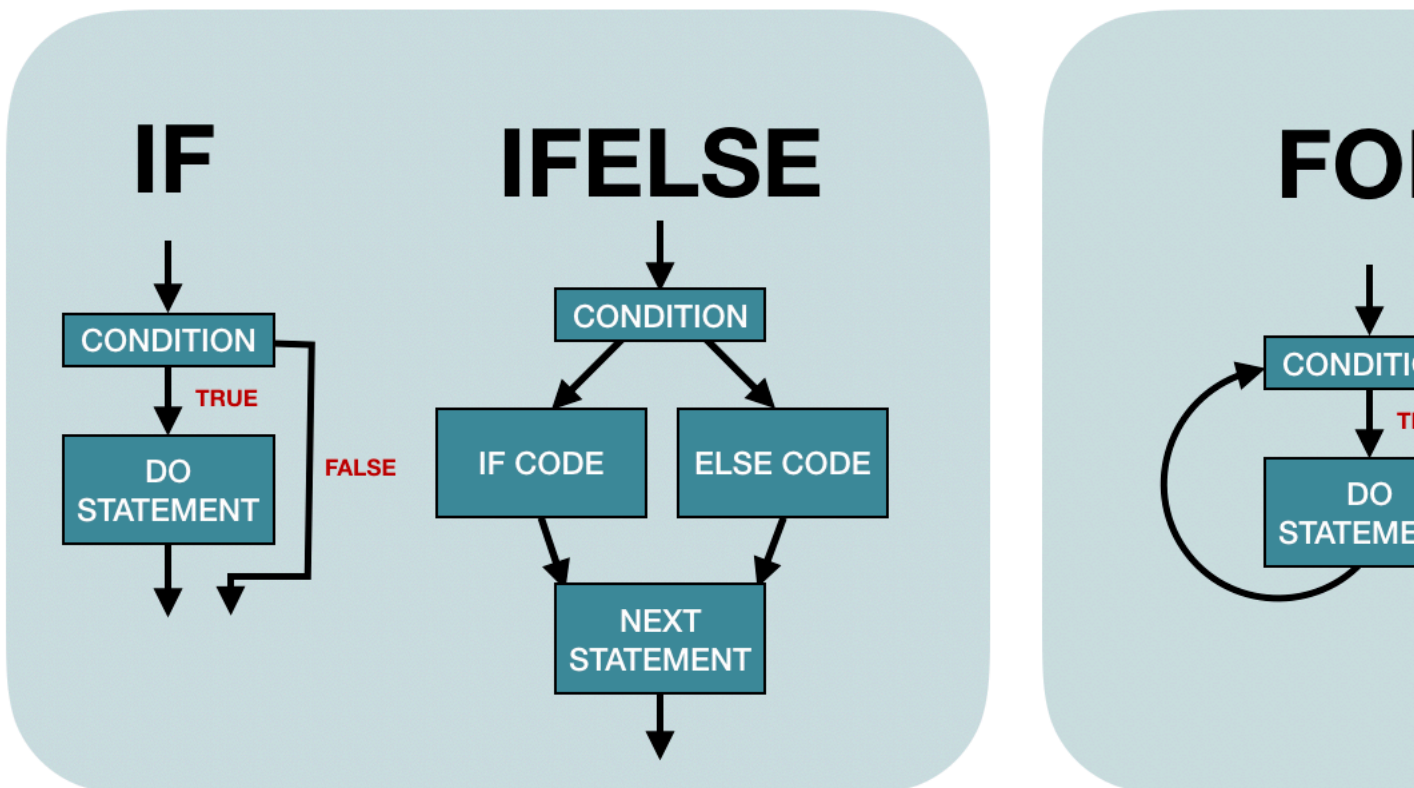 IF
CONDITION
TRUE
DO
STATEMENT
FALSE
IFELSE
CONDITION
IF CODE
ELSE CODE
NEXT
STATEMENT
DO